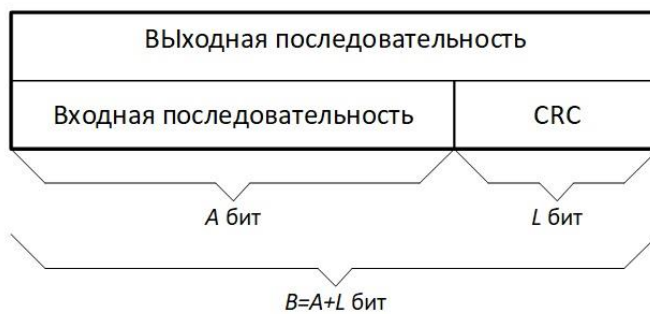 ВЫходная последовательность
Входная последовательность CRC
A бит L бит
B=A+L бит